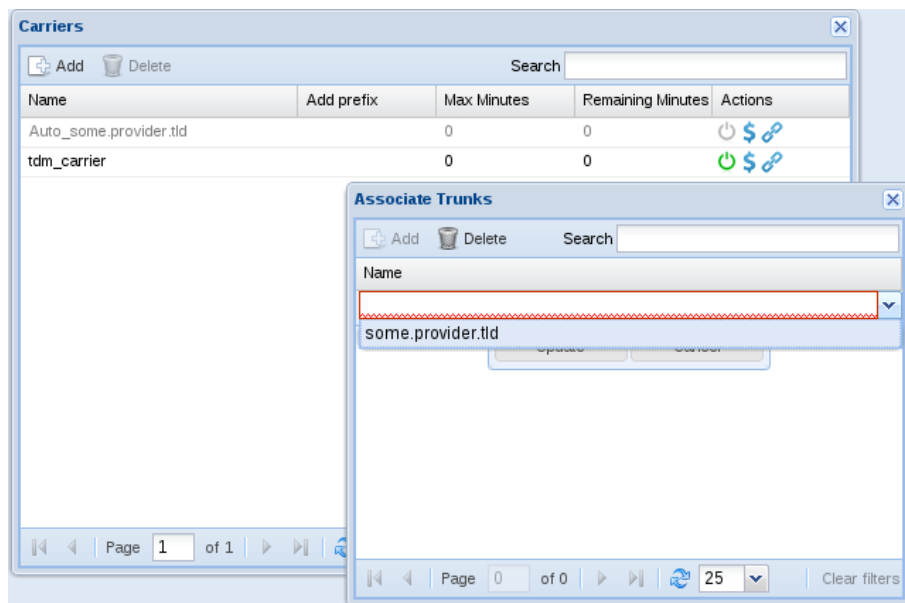 Carriers
Add Delete Search
Name Add prefix Max Minutes Remaining Minutes Actions
Auto_some.provider.tld 0 0
tdm_carrier 0 0
Associate Trunks
Add Delete Search
Name
some.provider.tld
Update Cancel
Page 1 of 1
Page 0 of 0 25 Clear filters